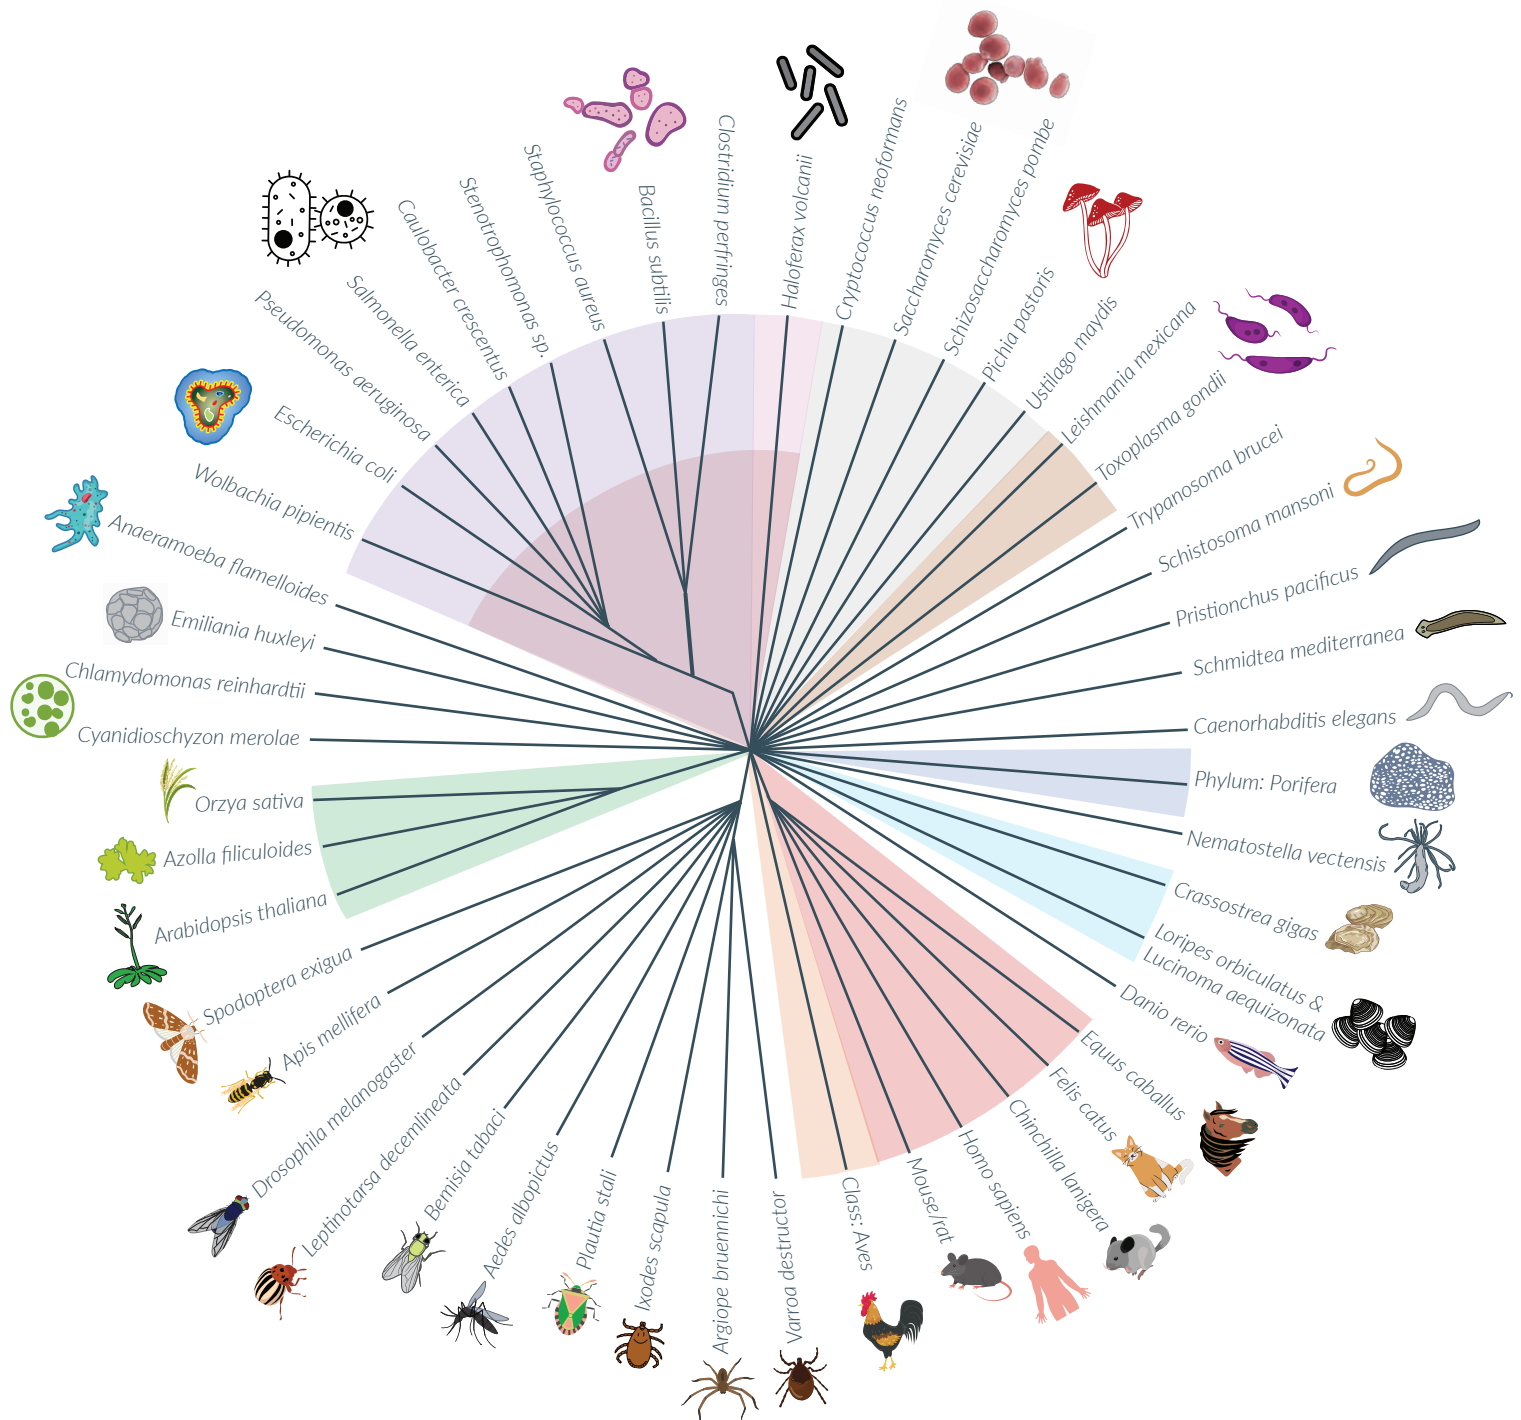 Clostridium perfringes
Haloferax volcanii
Cryptococcus neoformans
Saccharomyces cerevisiae
Schizosaccharomyces pombe
Pichia pastoris
Ustilago maydis
Leishmania mexicana
Toxoplasma gondii
Trypanosoma brucei
Schistosoma mansoni
Pristionchus pacificus
Schmidtea mediterranea
Caenorhabditis elegans
Phylum: Porifera
Nematostella vectensis
Crassostrea gigas
Loripes orbiculatus &
Lucinoma aequizonata
Danio rerio
Equus caballus
Felis catus
Chinchilla lanigera
Homo sapiens
Mouse/rat
Class: Aves
Varroa destructor
Argiope bruennichi
Ixodes scapula
Plautia stali
Aedes albopictus
Bemisia tabaci
Leptinotarsa decemlineata
Drosophila melanogaster
Apis mellifera
Spodoptera exigua
Arabidopsis thaliana
Azolla filiculoides
Orzya sativa
Cyanidioschyzon merolae
Chlamydomonas reinhardtii
Emiliania huxleyi
Anaeramoeba flamelloides
Wolbachia pipientis
Escherichia coli
Pseudomonas aeruginosa
Salmonella enterica
Caulobacter crescentus
Stenotrophomonas sp.
Staphylococcus aureus
Bacillus subtilis